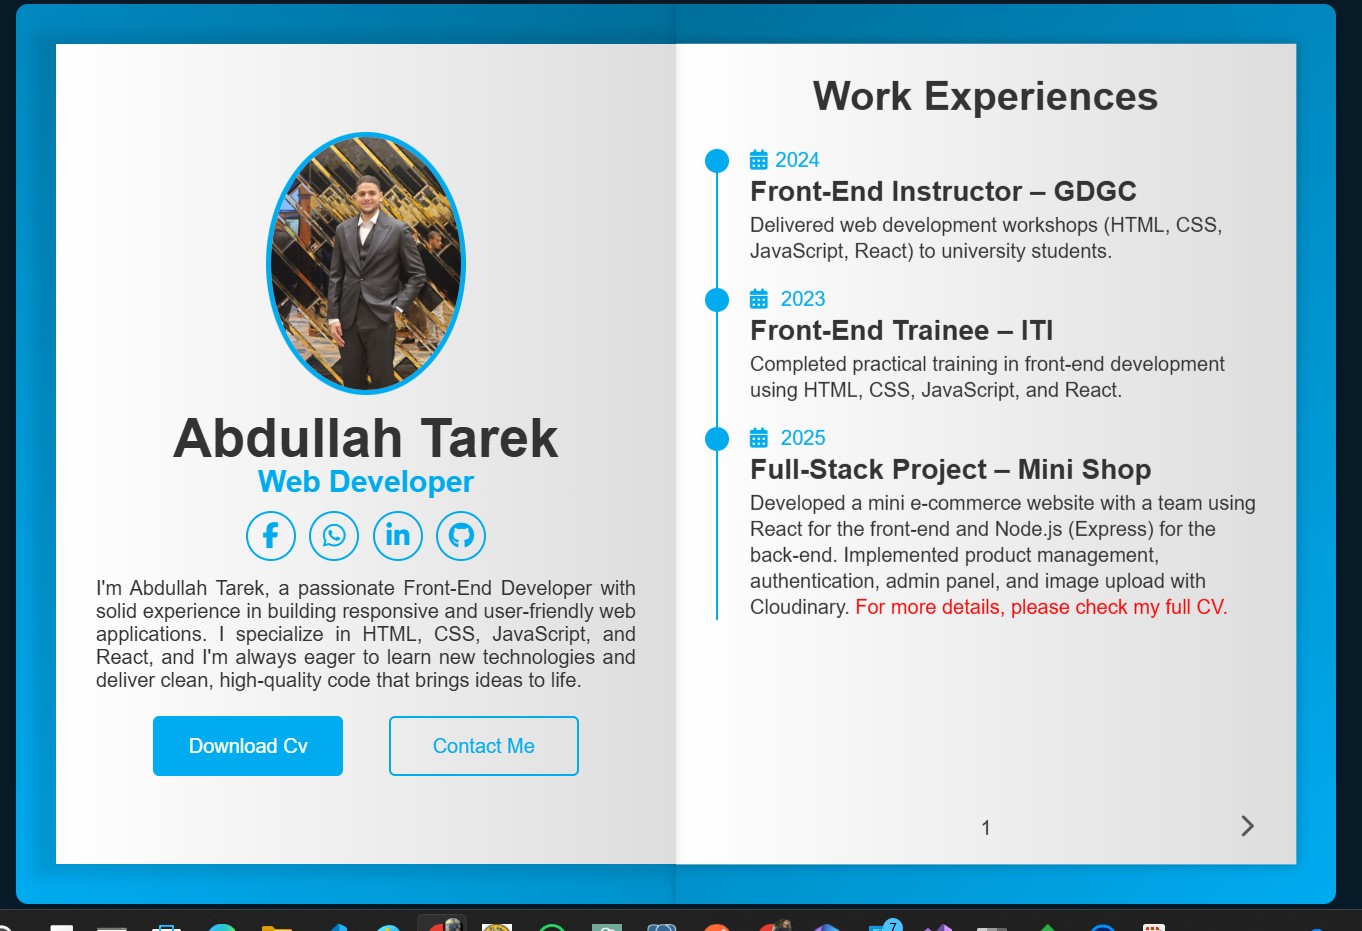 Abdullah Tarek
Web Developer
I'm Abdullah Tarek, a passionate Front-End Developer with
solid experience in building responsive and user-friendly web
applications. I specialize in HTML, CSS, JavaScript, and
React, and I'm always eager to learn new technologies and
deliver clean, high-quality code that brings ideas to life.
Download Cv
Contact Me
Work Experiences
2024
Front-End Instructor – GDGC
Delivered web development workshops (HTML, CSS,
JavaScript, React) to university students.
2023
Front-End Trainee – ITI
Completed practical training in front-end development
using HTML, CSS, JavaScript, and React.
2025
Full-Stack Project – Mini Shop
Developed a mini e-commerce website with a team using
React for the front-end and Node.js (Express) for the
back-end. Implemented product management,
authentication, admin panel, and image upload with
Cloudinary. For more details, please check my full CV.
1
7